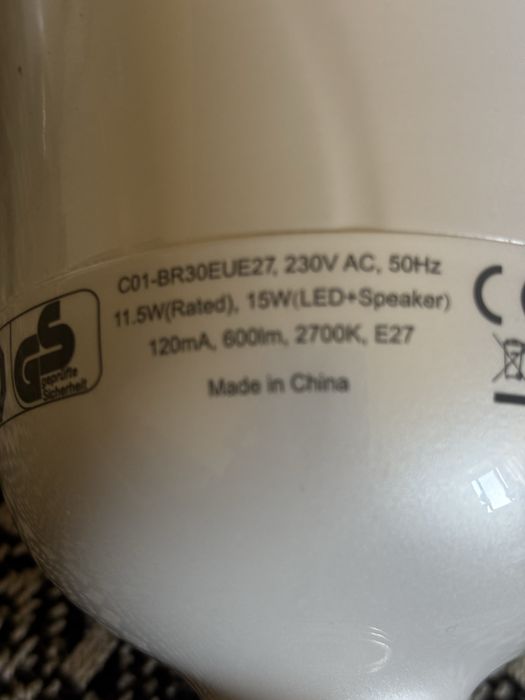 C01-BR30EUE27, 230V AC, 50Hz
11.5W(Rated), 15W(LED+Speaker)
120mA, 600lm, 2700K, E27
Made in China
GS
geprüfte
Sicherheit